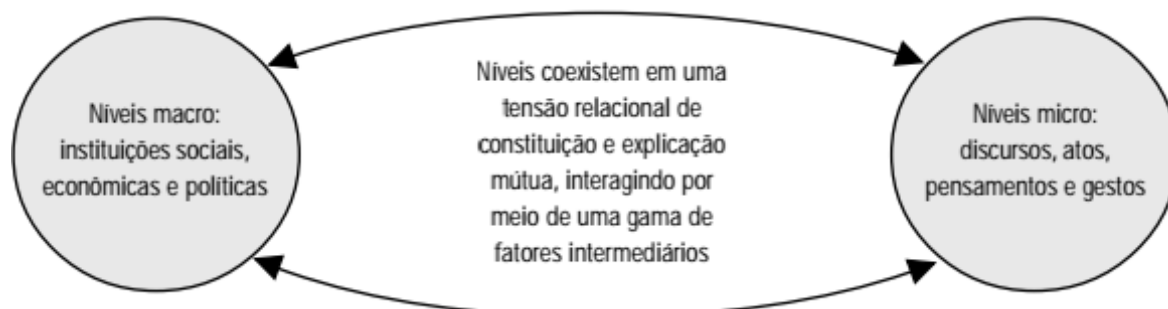 Níveis macro:
instituições sociais,
econômicas e políticas
Níveis coexistem em uma
tensão relacional de
constituição e explicação
mútua, interagindo por
meio de uma gama de
fatores intermediários
Níveis micro:
discursos, atos,
pensamentos e gestos